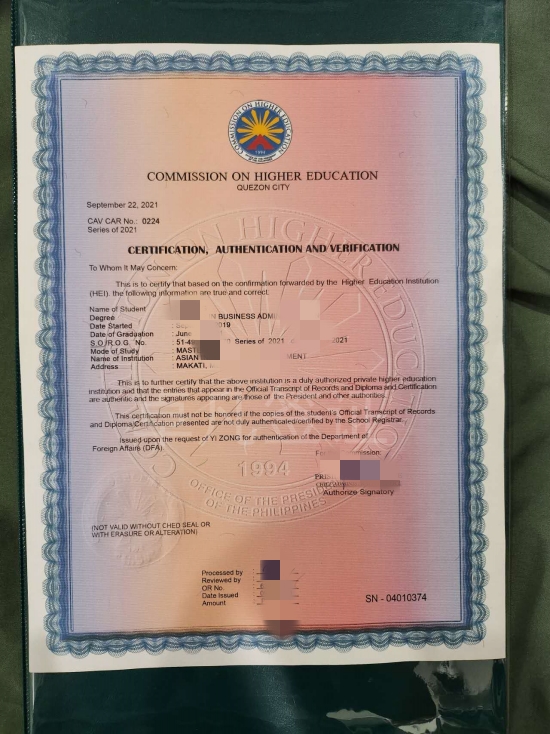 COMMISSION ON HIGHER EDUCATION
1994
COMMISSION ON HIGHER EDUCATION
QUEZON CITY
September 22, 2021
CAV CAR No.: 0224
Series of 2021
CERTIFICATION, AUTHENTICATION AND VERIFICATION
To Whom It May Concern:
This is to certify that based on the confirmation forwarded by the Higher Education Institution
(HEI), the following information are true and correct:
Name of Student :
Degree : BUSINESS
Date Started :
Date of Graduation : June
S.O./R.O.G. No. : Series of 2021 2021
Mode of Study :
Name of Institution : ASIAN
Address : MAKATI,
This is to further certify that the above institution is a duly authorized private higher education
institution and that the entries that appear in the Official Transcript of Records and Diploma and Certification
are authentic and the signatures appearing are those of the President and other authorities.
This certification must not be honored if the copies of the student's Official Transcript of Records
and Diploma/Certification presented are not duly authenticated/certified by the School Registrar.
Issued upon the request of YI ZONG for authentication of the Department of
Foreign Affairs (DFA).
Authorize Signatory
1994
OFFICE OF THE PRESIDENT
OF THE PHILIPPINES
(NOT VALID WITHOUT CHED SEAL OR
WITH ERASURE OR ALTERATION)
Processed by :
Reviewed by :
OR No. :
Date Issued :
Amount :
SN - 04010374